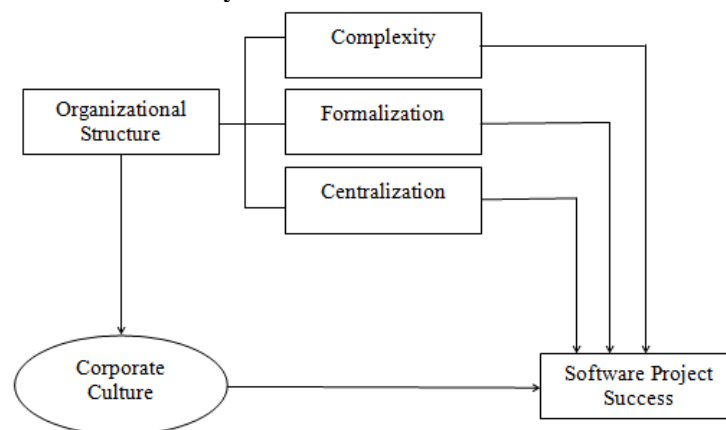 Complexity
Organizational
Structure
Formalization
Centralization
Corporate
Culture
Software Project
Success